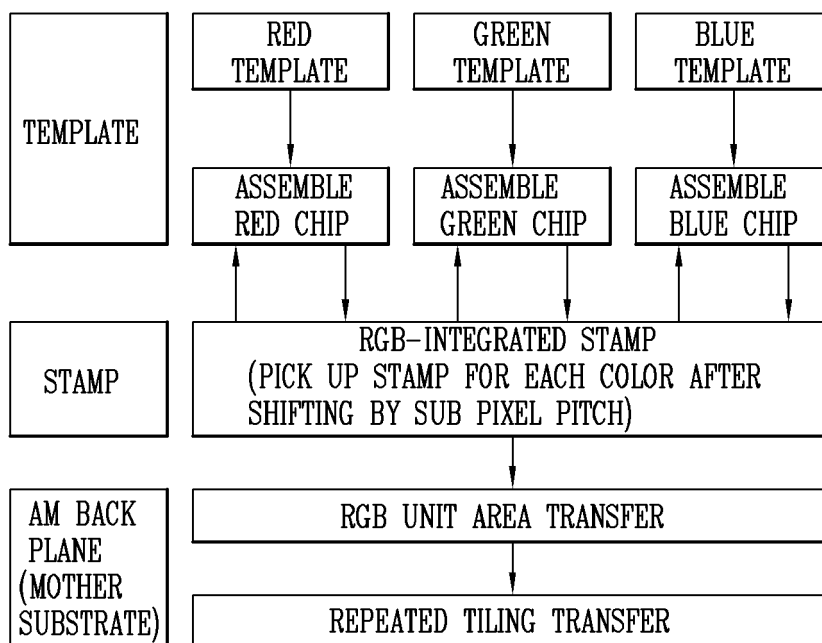 RED
TEMPLATE
GREEN
TEMPLATE
BLUE
TEMPLATE
TEMPLATE
ASSEMBLE
RED CHIP
ASSEMBLE
GREEN CHIP
ASSEMBLE
BLUE CHIP
STAMP
RGB-INTEGRATED STAMP
(PICK UP STAMP FOR EACH COLOR AFTER
SHIFTING BY SUB PIXEL PITCH)
AM BACK
PLANE
(MOTHER
SUBSTRATE)
RGB UNIT AREA TRANSFER
REPEATED TILING TRANSFER